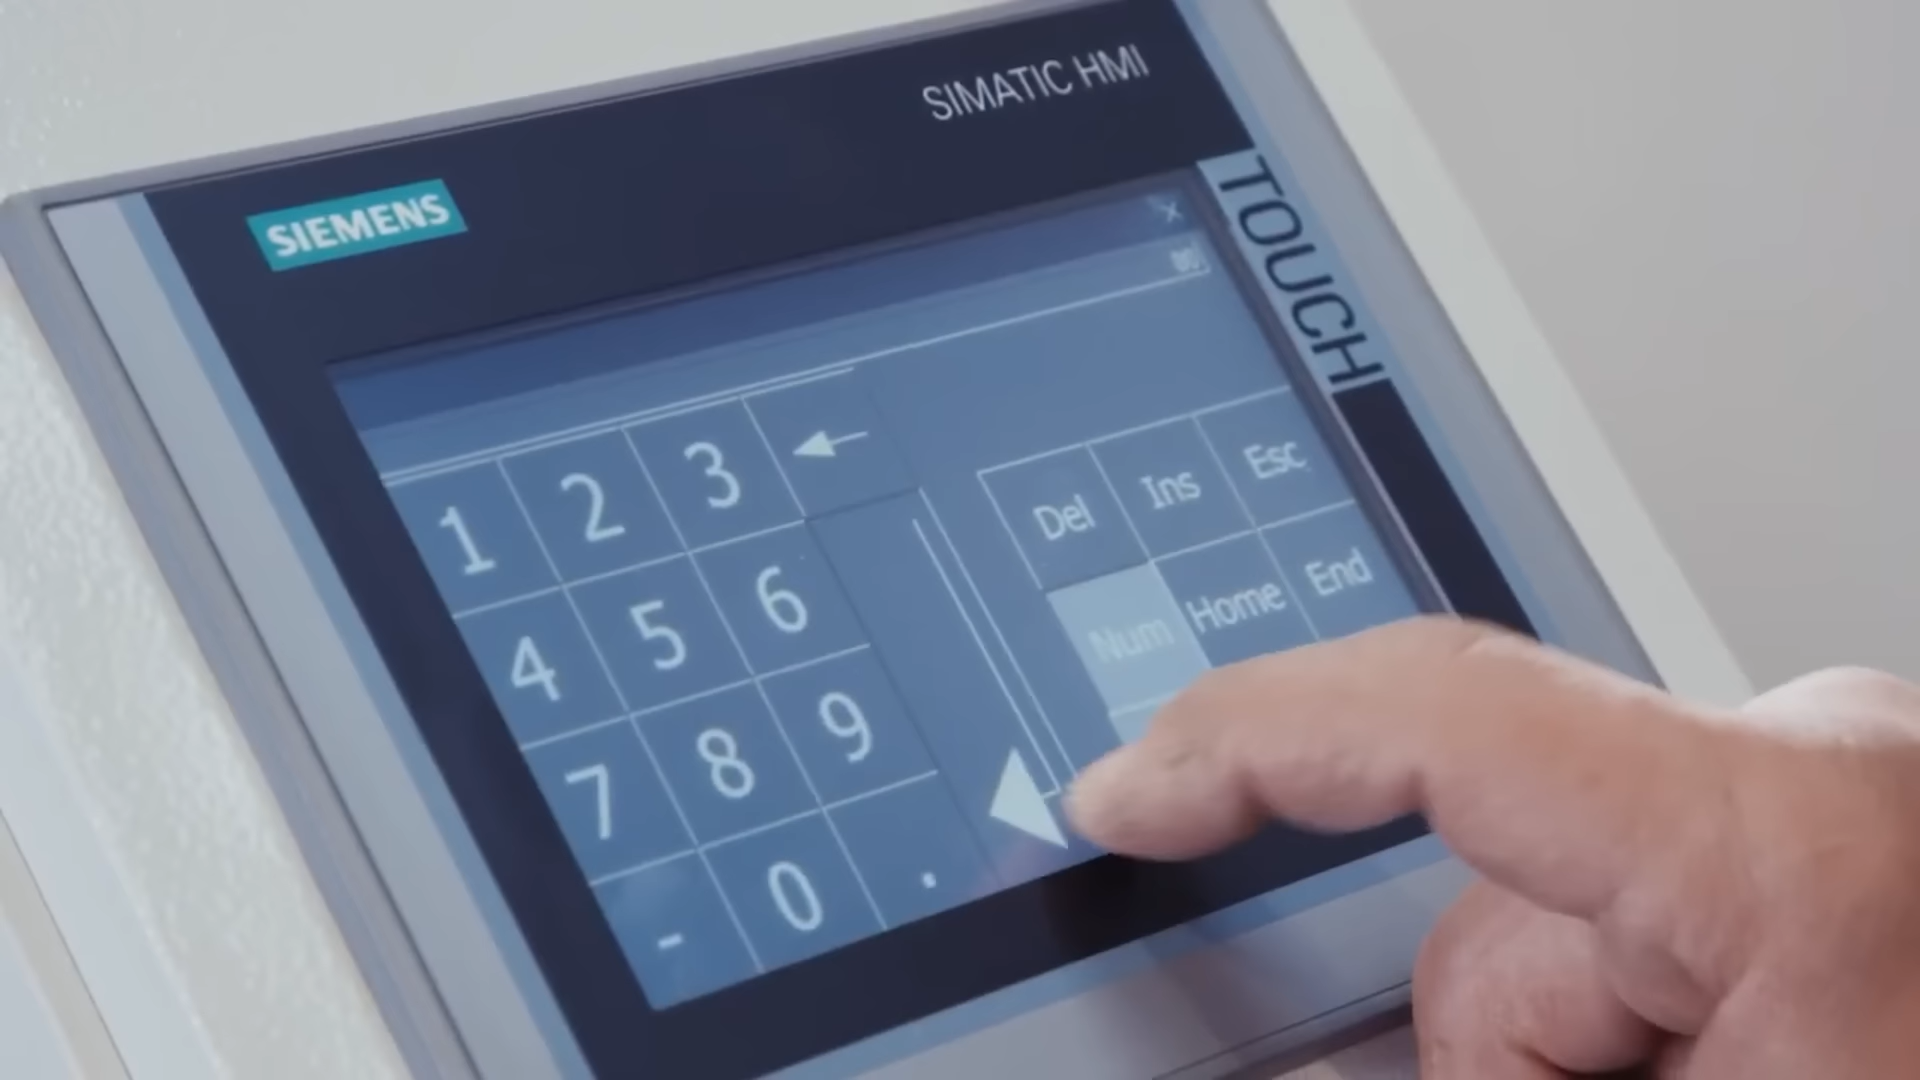 SIMATIC HMI
SIEMENS
TOUCH
80
1 2 3
Del Ins Esc
4 5 6
Num Home End
7 8 9
- 0 .